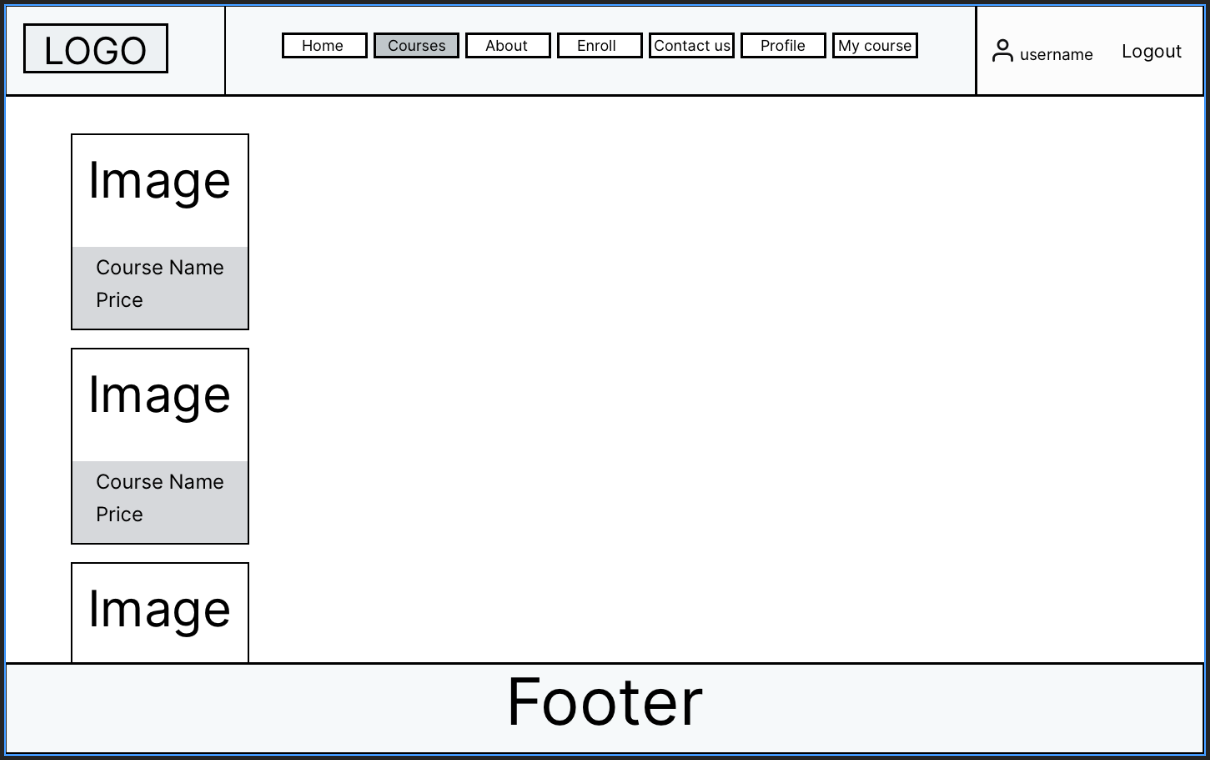 LOGO
Home
Courses
About
Enroll
Contact us
Profile
My course
username
Logout
Image
Course Name
Price
Image
Course Name
Price
Image
Footer